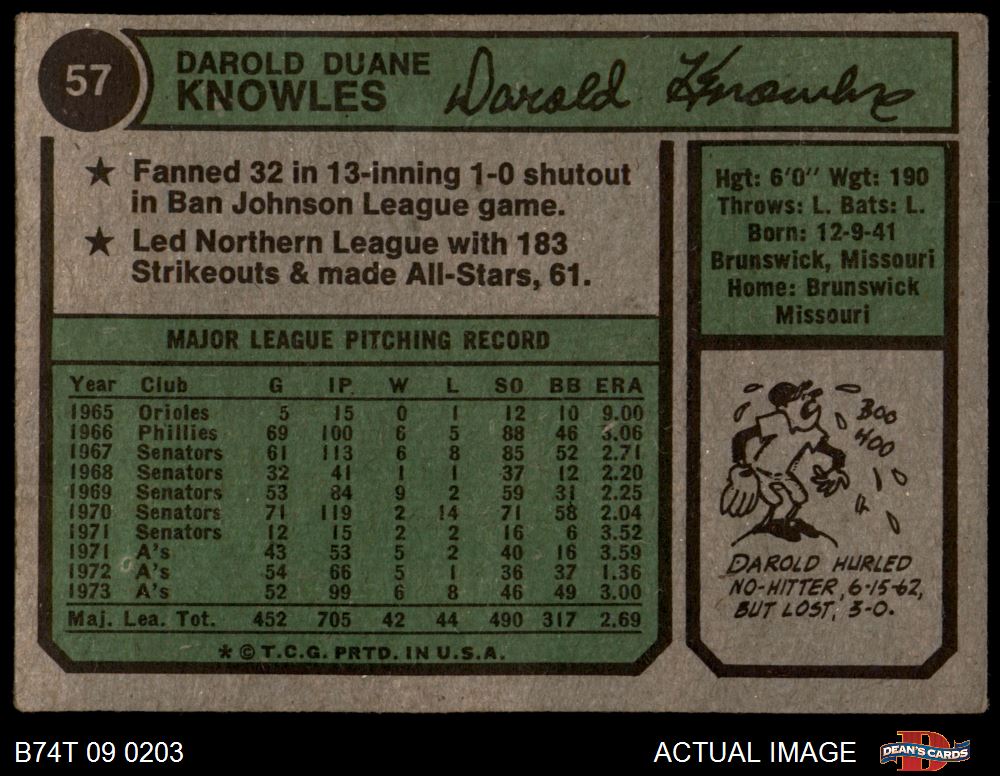 57
DAROLD DUANE
KNOWLES
Darold Knowles
★ Fanned 32 in 13-inning 1-0 shutout
in Ban Johnson League game.
★ Led Northern League with 183
Strikeouts & made All-Stars, 61.
Hgt: 6'0" Wgt: 190
Throws: L. Bats: L.
Born: 12-9-41
Brunswick, Missouri
Home: Brunswick
Missouri
MAJOR LEAGUE PITCHING RECORD
Year Club G IP. W L SO BB ERA
1965 Orioles 5 15 0 1 12 10 9.00
1966 Phillies 69 100 6 5 88 46 3.06
1967 Senators 61 113 6 8 85 52 2.71
1968 Senators 32 41 1 1 37 12 2.20
1969 Senators 53 84 9 2 59 31 2.25
1970 Senators 71 119 2 14 71 58 2.04
1971 Senators 12 15 2 2 16 6 3.52
1971 A's 43 53 5 2 40 16 3.59
1972 A's 54 66 5 1 36 37 1.36
1973 A's 52 99 6 8 46 49 3.00
Maj. Lea. Tot. 452 705 42 44 490 317 2.69
* © T.C.G. PRTD. IN U.S.A.
BOO
HOO
DAROLD HURLED
NO-HITTER, 6-15-62,
BUT LOST, 3-0.
B74T 09 0203
ACTUAL IMAGE
D
DEAN'S CARDS